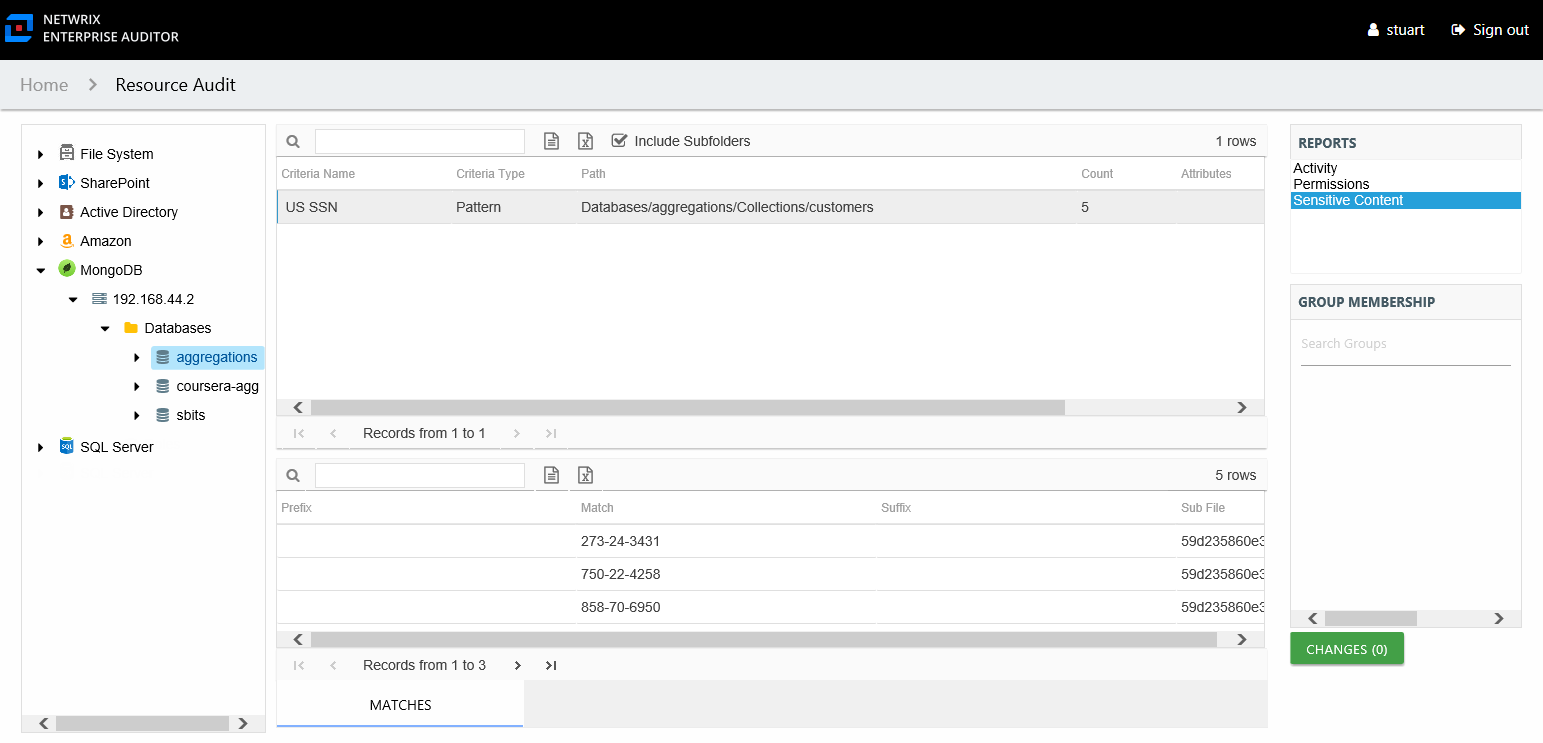 NETWRIX
ENTERPRISE AUDITOR
stuart
Sign out
Home
Resource Audit
File System
SharePoint
Active Directory
Amazon
MongoDB
192.168.44.2
Databases
aggregations
coursera-agg
sbits
SQL Server
Include Subfolders
1 rows
Criteria Name Criteria Type Path Count Attributes
US SSN Pattern Databases/aggregations/Collections/customers 5
Records from 1 to 1
5 rows
Prefix Match Suffix Sub File
273-24-3431 59d235860e3
750-22-4258 59d235860e3
858-70-6950 59d235860e3
Records from 1 to 3
MATCHES
REPORTS
Activity
Permissions
Sensitive Content
GROUP MEMBERSHIP
Search Groups
CHANGES (0)